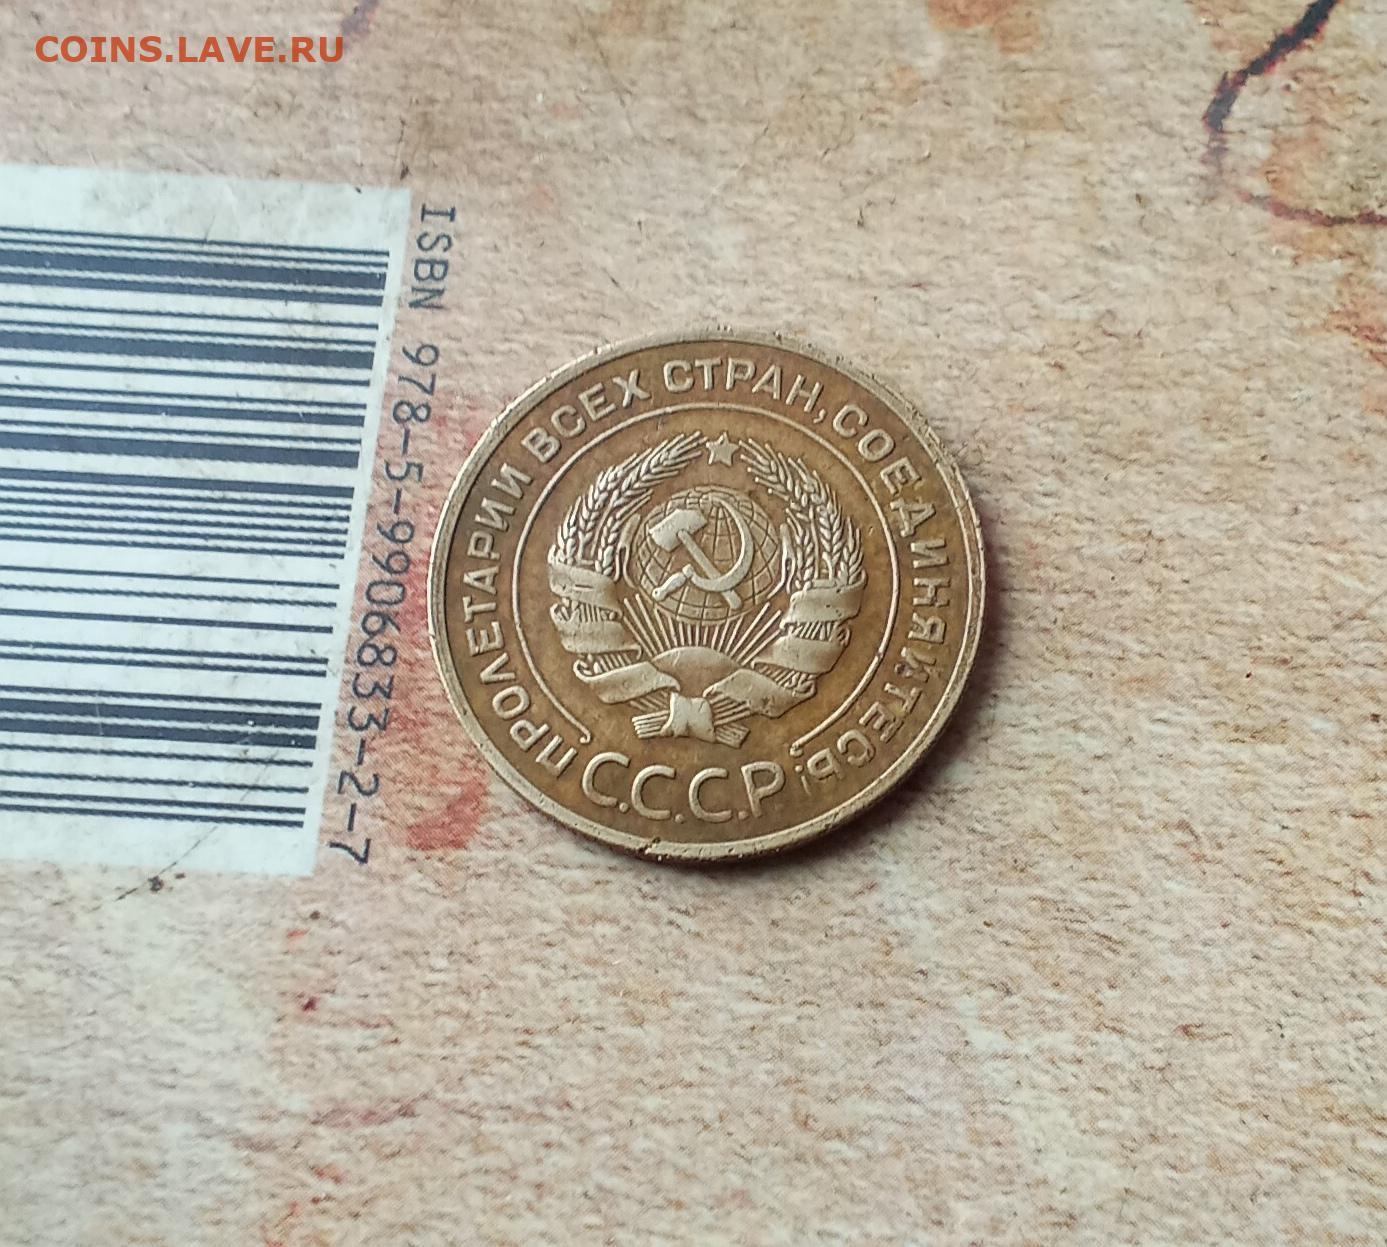 COINS.LAVE.RU
ISBN 978-5-9906833-2-7
ПРОЛЕТАРИИ ВСЕХ СТРАН, СОЕДИНЯЙТЕСЬ!
С.С.С.Р.